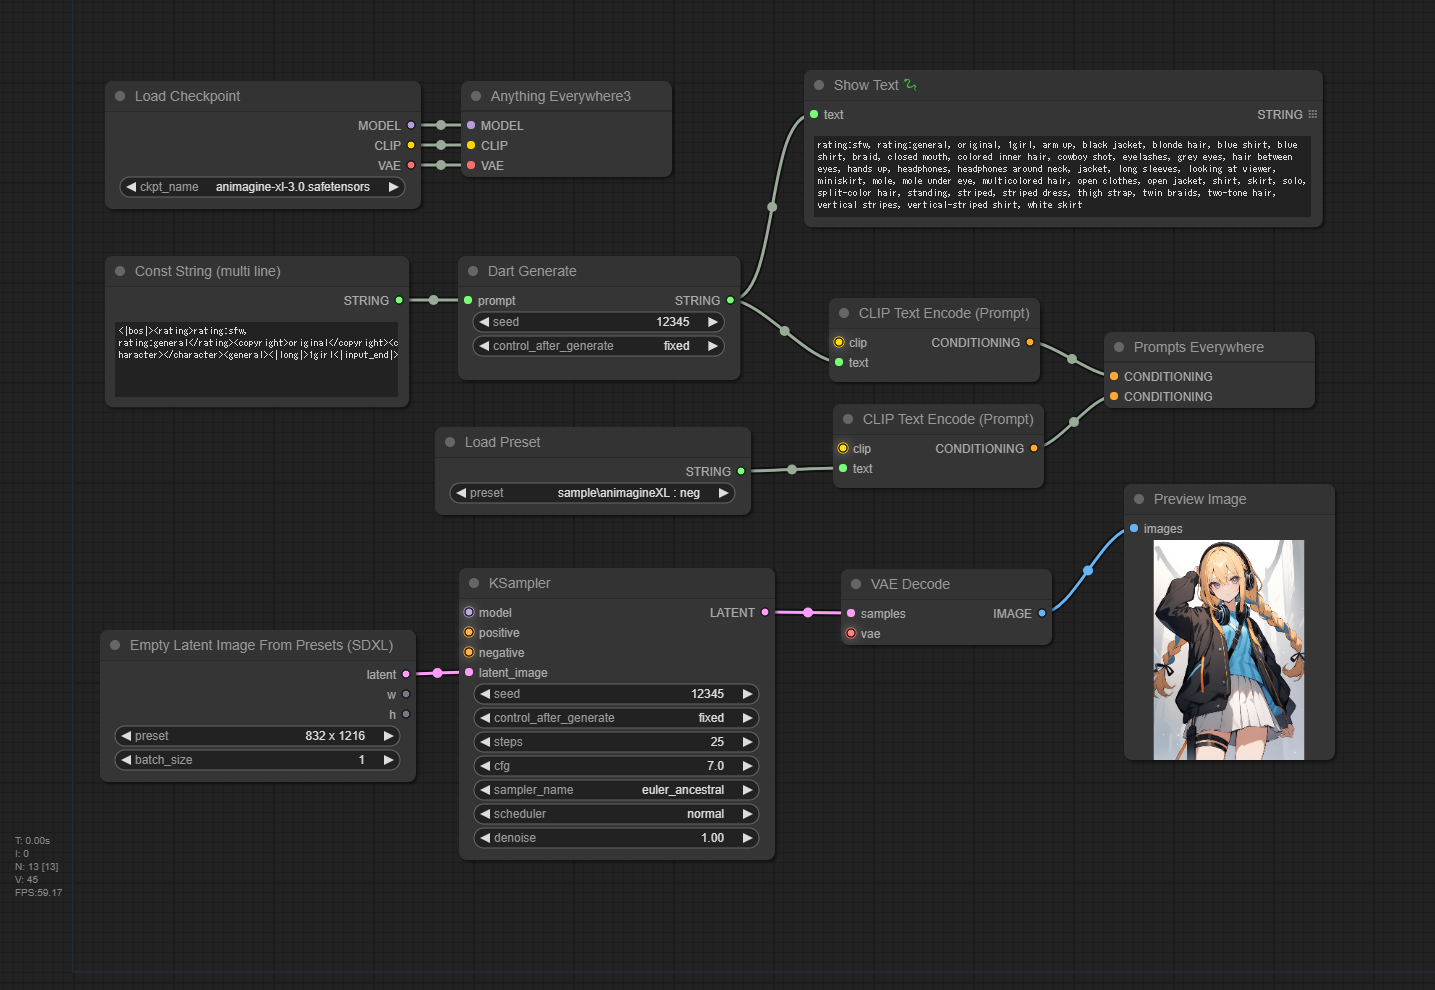 Load Checkpoint
MODEL
CLIP
VAE
ckpt_name animagine-xl-3.0.safetensors
Anything Everywhere3
MODEL
CLIP
VAE
Show Text
text STRING
rating:sfw, rating:general, original, 1girl, arm up, black jacket, blonde hair, blue shirt, blue
shirt, braid, closed mouth, colored inner hair, cowboy shot, eyelashes, grey eyes, hair between
eyes, hands up, headphones, headphones around neck, jacket, long sleeves, looking at viewer,
miniskirt, mole, mole under eye, multicolored hair, open clothes, open jacket, shirt, skirt, solo,
split-color hair, standing, striped, striped dress, thigh strap, twin braids, two-tone hair,
vertical stripes, vertical-striped shirt, white skirt
Const String (multi line)
STRING
<|bos|><rating>rating:sfw,
rating:general</rating><copyright>original</copyright><c
haracter></character><general><|long|>1girl<|input_end|>
Dart Generate
prompt STRING
seed 12345
control_after_generate fixed
CLIP Text Encode (Prompt)
clip CONDITIONING
text
Prompts Everywhere
CONDITIONING
CONDITIONING
CLIP Text Encode (Prompt)
clip CONDITIONING
text
Load Preset
STRING
preset sample\animagineXL : neg
Preview Image
images
KSampler
model LATENT
positive
negative
latent_image
seed 12345
control_after_generate fixed
steps 25
cfg 7.0
sampler_name euler_ancestral
scheduler normal
denoise 1.00
VAE Decode
samples IMAGE
vae
Empty Latent Image From Presets (SDXL)
latent
w
h
preset 832 x 1216
batch_size 1
T: 0.00s
I: 0
N: 13 [13]
V: 45
FPS:59.17